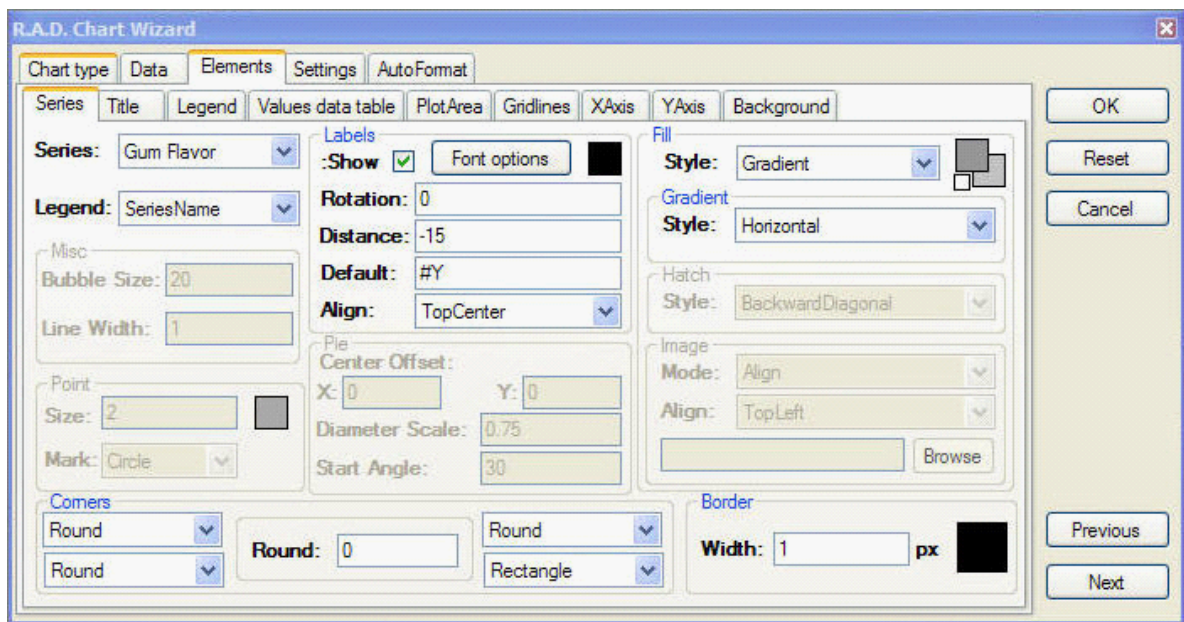 R.A.D. Chart Wizard
Chart type Data Elements Settings AutoFormat
Series Title Legend Values data table PlotArea Gridlines XAxis YAxis Background
Series: Gum Flavor
Legend: SeriesName
Misc
Bubble Size: 20
Line Width: 1
Point
Size: 2
Mark: Circle
Labels
:Show Font options
Rotation: 0
Distance: -15
Default: #Y
Align: TopCenter
Pie
Center Offset:
X: 0 Y: 0
Diameter Scale: 0.75
Start Angle: 30
Fill
Style: Gradient
Gradient
Style: Horizontal
Hatch
Style: BackwardDiagonal
Image
Mode: Align
Align: TopLeft
Browse
Corners
Round
Round
Round: 0
Round
Rectangle
Border
Width: 1 px
OK
Reset
Cancel
Previous
Next